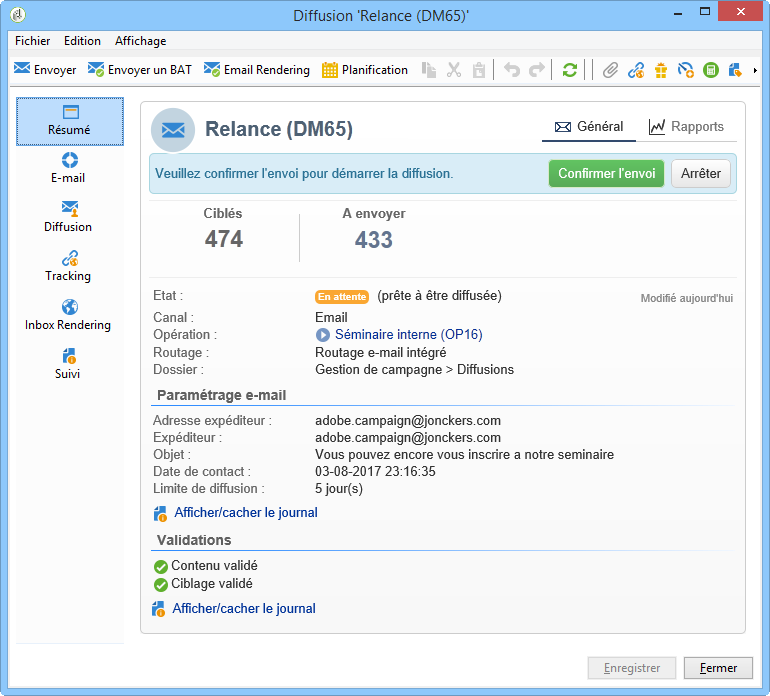 Diffusion 'Relance (DM65)'
Fichier Edition Affichage
Envoyer Envoyer un BAT Email Rendering Planification
Résumé
E-mail
Diffusion
Tracking
Inbox Rendering
Suivi
Relance (DM65)
Général Rapports
Veuillez confirmer l'envoi pour démarrer la diffusion. Confirmer l'envoi Arrêter
Ciblés A envoyer
474 433
Etat : En attente (prête à être diffusée) Modifié aujourd'hui
Canal : Email
Opération : Séminaire interne (OP16)
Routage : Routage e-mail intégré
Dossier : Gestion de campagne > Diffusions
Paramétrage e-mail
Adresse expéditeur : adobe.campaign@jonckers.com
Expéditeur : adobe.campaign@jonckers.com
Objet : Vous pouvez encore vous inscrire a notre seminaire
Date de contact : 03-08-2017 23:16:35
Limite de diffusion : 5 jour(s)
Afficher/cacher le journal
Validations
Contenu validé
Ciblage validé
Afficher/cacher le journal
Enregistrer Fermer